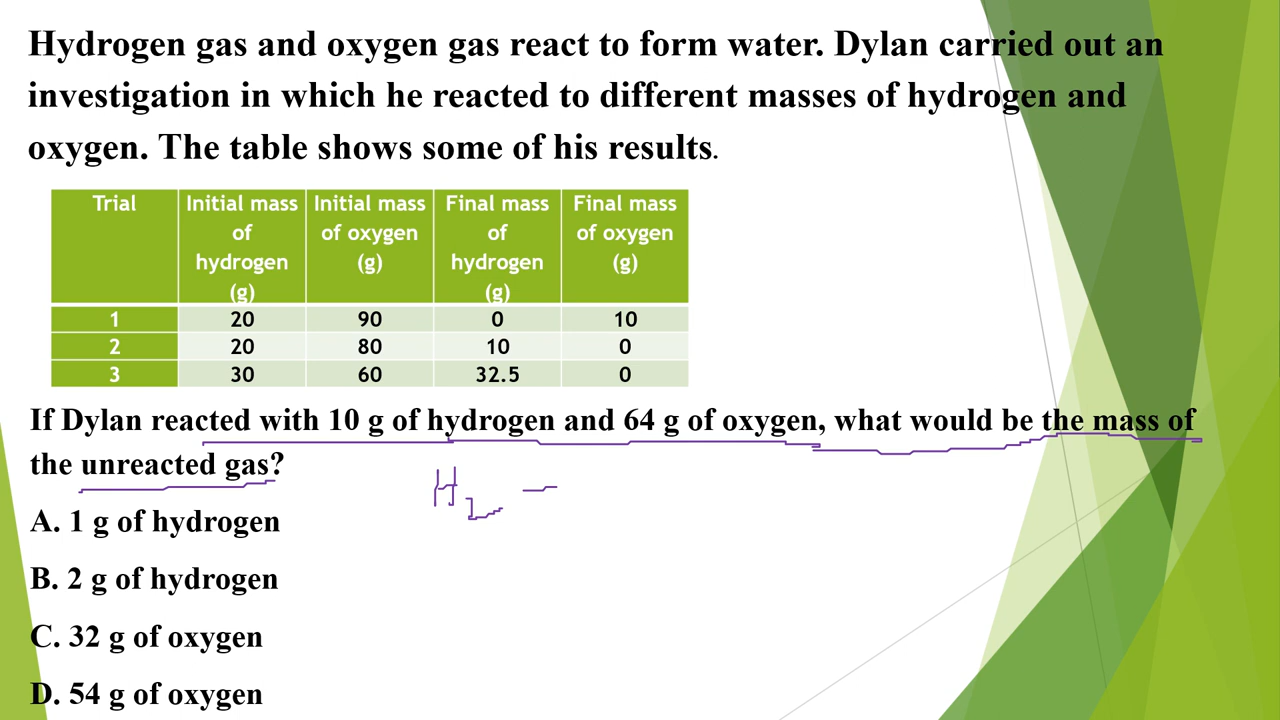 Hydrogen gas and oxygen gas react to form water. Dylan carried out an
investigation in which he reacted to different masses of hydrogen and
oxygen. The table shows some of his results.
Trial Initial mass of hydrogen (g) Initial mass of oxygen (g) Final mass of hydrogen (g) Final mass of oxygen (g)
1 20 90 0 10
2 20 80 10 0
3 30 60 32.5 0
If Dylan reacted with 10 g of hydrogen and 64 g of oxygen, what would be the mass of
the unreacted gas?
H2 -
A. 1 g of hydrogen
B. 2 g of hydrogen
C. 32 g of oxygen
D. 54 g of oxygen